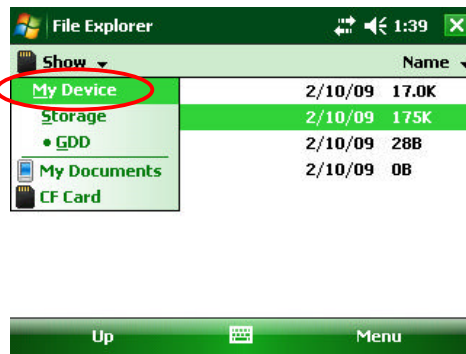 File Explorer 1:39
Show Name
My Device 2/10/09 17.0K
Storage 2/10/09 175K
• GDD 2/10/09 28B
My Documents 2/10/09 0B
CF Card
Up Menu